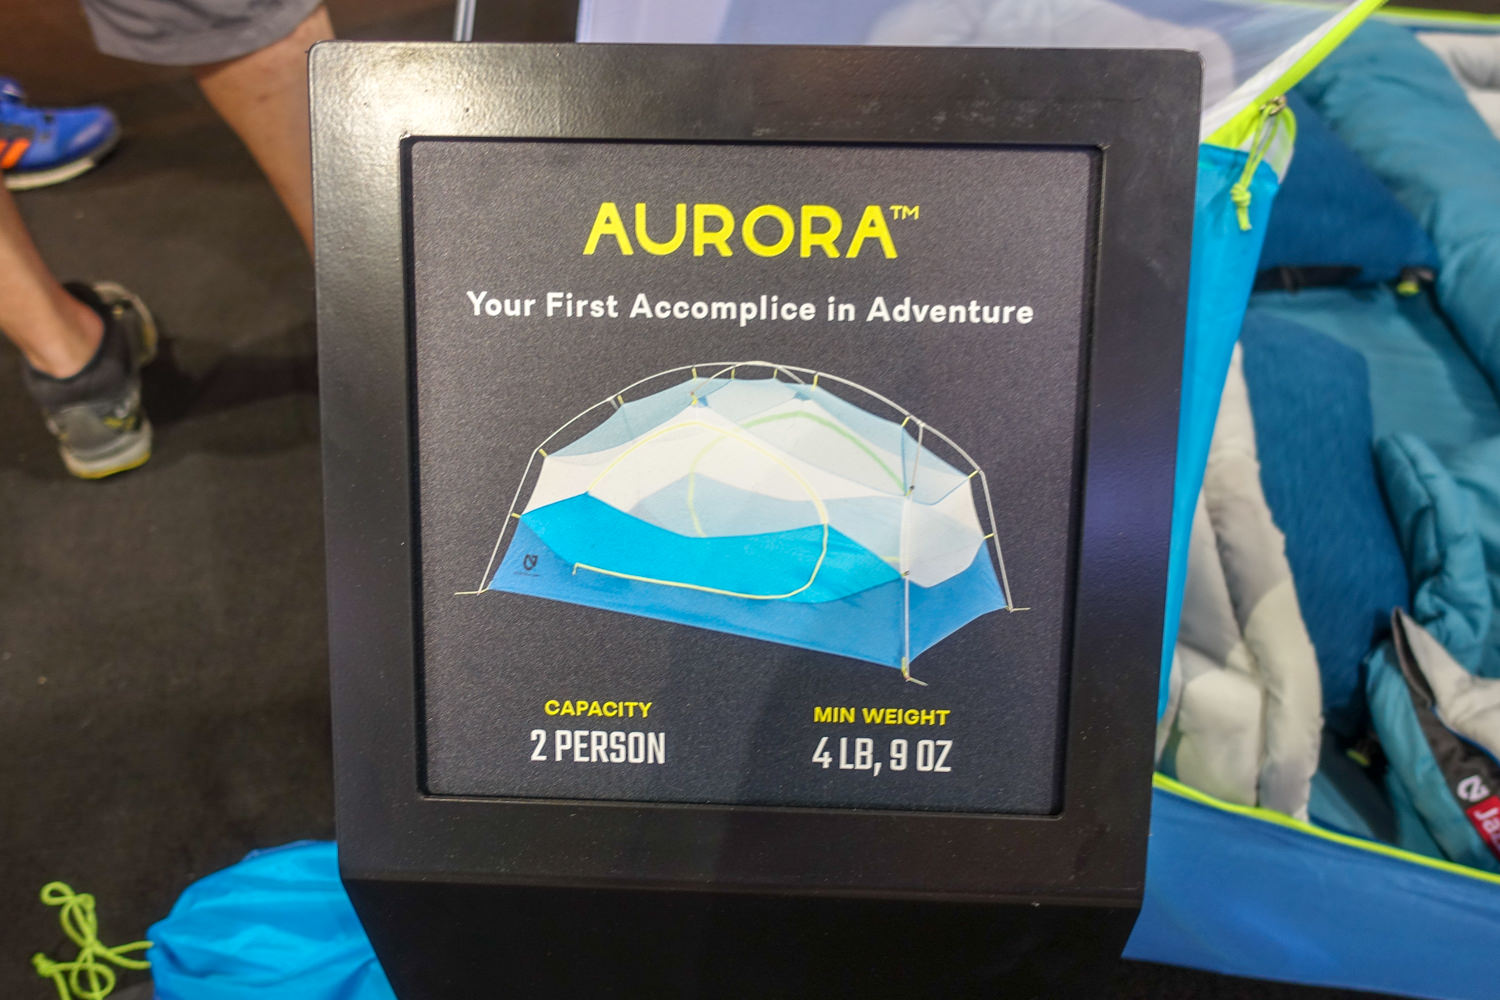 AURORA™
Your First Accomplice in Adventure
CAPACITY
2 PERSON
MIN WEIGHT
4 LB, 9 OZ